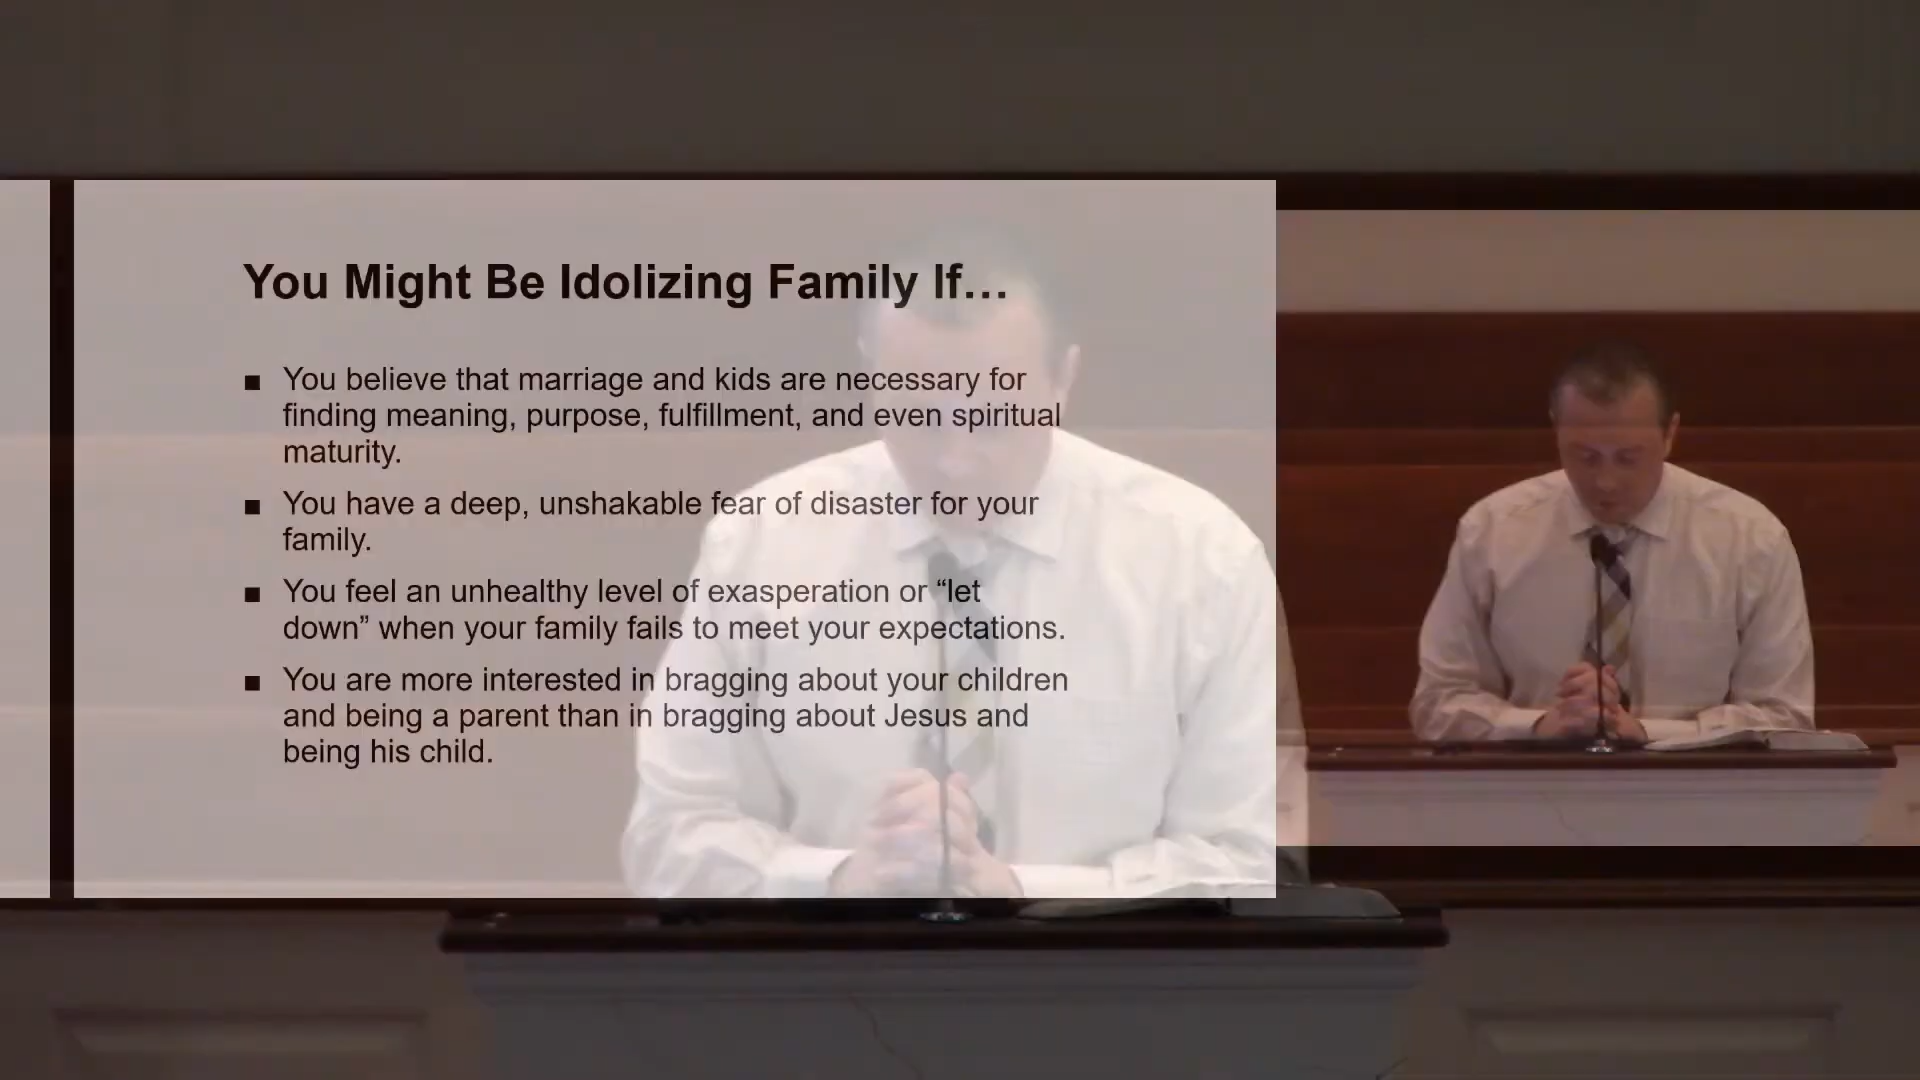 You Might Be Idolizing Family If…
■ You believe that marriage and kids are necessary for
finding meaning, purpose, fulfillment, and even spiritual
maturity.
■ You have a deep, unshakable fear of disaster for your
family.
■ You feel an unhealthy level of exasperation or “let
down” when your family fails to meet your expectations.
■ You are more interested in bragging about your children
and being a parent than in bragging about Jesus and
being his child.